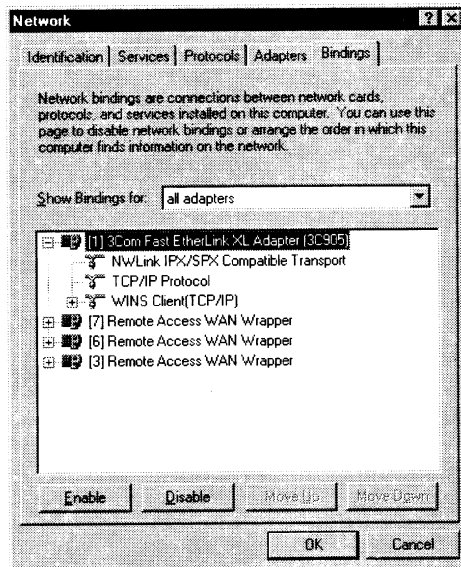 Network
Identification Services Protocols Adapters Bindings
Network bindings are connections between network cards,
protocols, and services installed on this computer. You can use this
page to disable network bindings or arrange the order in which this
computer finds information on the network.
Show Bindings for: all adapters
[1] 3Com Fast EtherLink XL Adapter (3C905)
NWLink IPX/SPX Compatible Transport
TCP/IP Protocol
WINS Client(TCP/IP)
[7] Remote Access WAN Wrapper
[6] Remote Access WAN Wrapper
[3] Remote Access WAN Wrapper
Enable Disable Move Up Move Down
OK Cancel